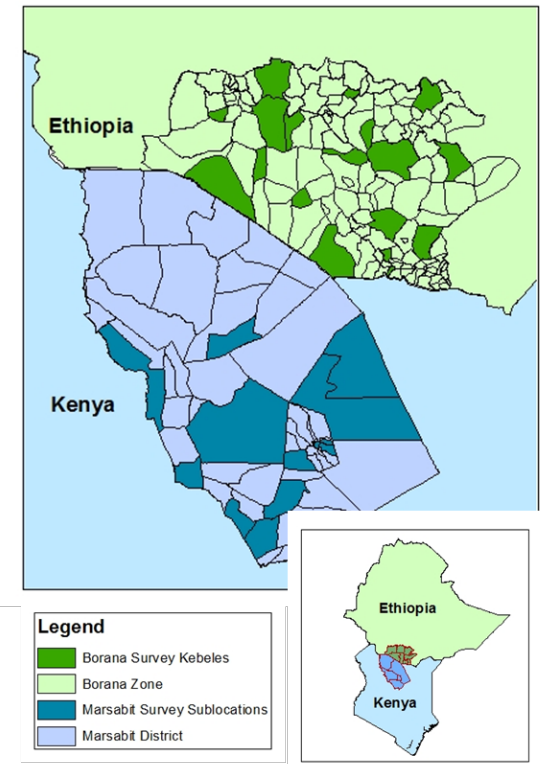 Ethiopia
Kenya
Ethiopia
Kenya
Legend
Borana Survey Kebeles
Borana Zone
Marsabit Survey Sublocations
Marsabit District